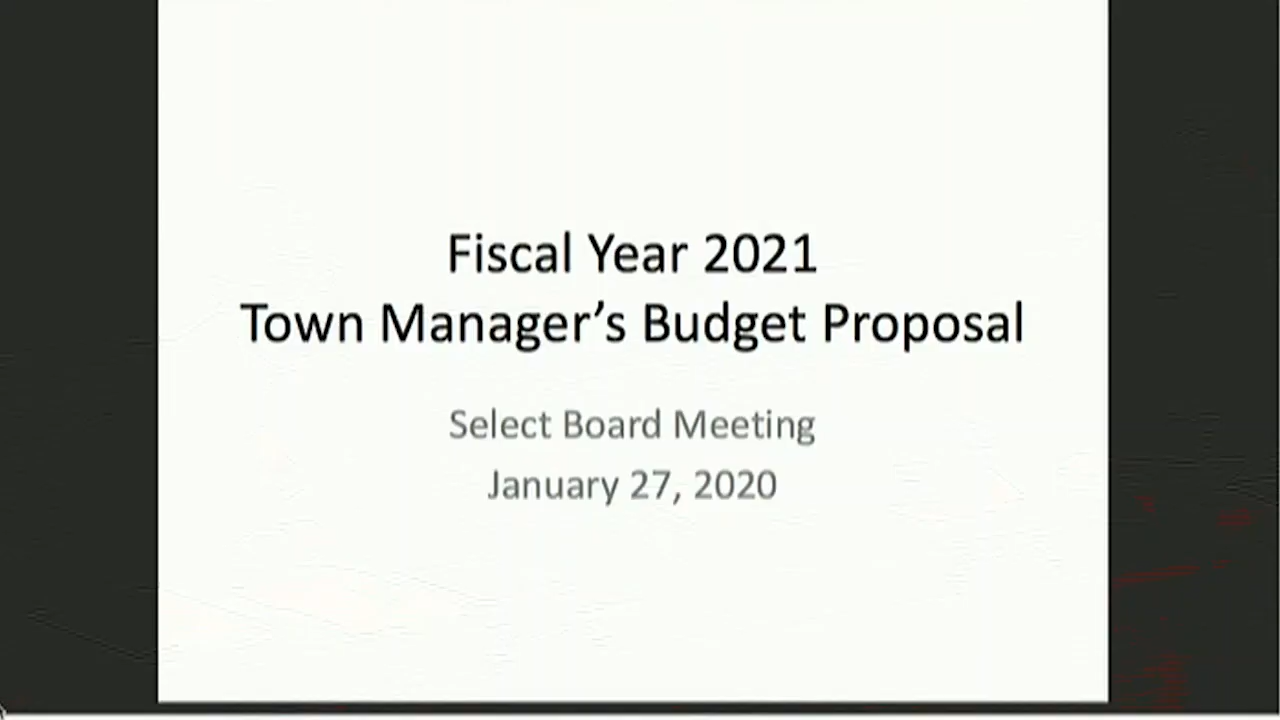 Fiscal Year 2021
Town Manager’s Budget Proposal
Select Board Meeting
January 27, 2020